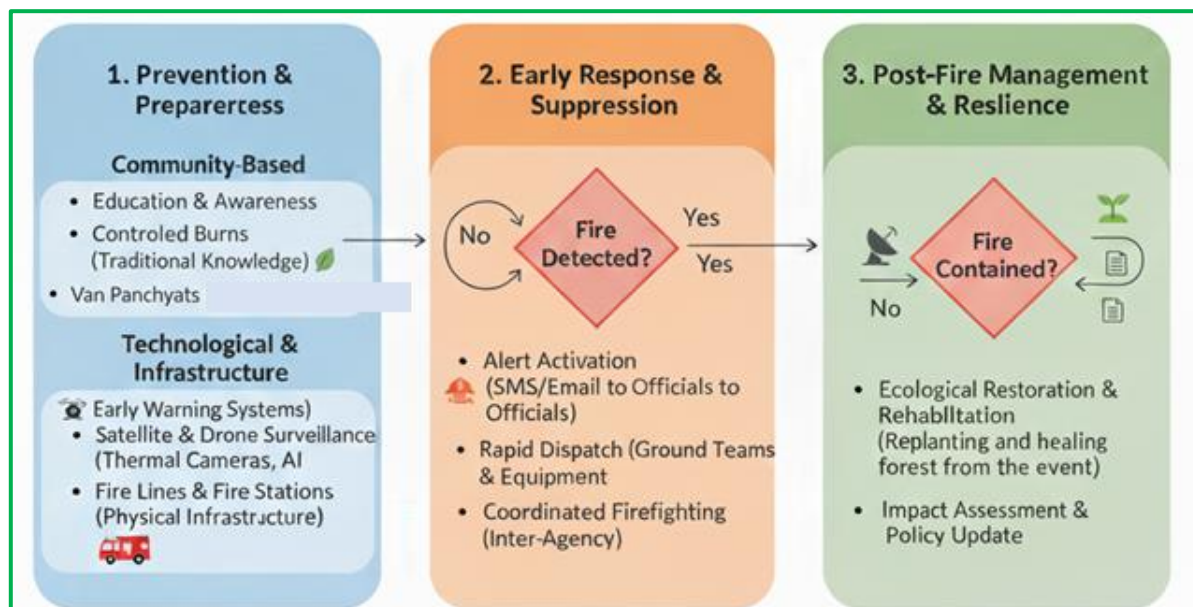 1. Prevention &
Preparercess
Community-Based
• Education & Awareness
• Controled Burns
(Traditional Knowledge)
• Van Panchyats
Technological &
Infrastructure
Early Warning Systems)
• Satellite & Drone Surveillance
(Thermal Cameras, AI
• Fire Lines & Fire Stations
(Physical Infrastructure)
2. Early Response &
Suppression
No
Fire
Detected?
Yes
Yes
• Alert Activation
(SMS/Email to Officials to
Officials)
• Rapid Dispatch (Ground Teams
& Equipment
• Coordinated Firefighting
(Inter-Agency)
3. Post-Fire Management
& Reslience
No
Fire
Contained?
• Ecological Restoration &
Rehabilitation
(Replanting and healing
forest from the event)
• Impact Assessment &
Policy Update